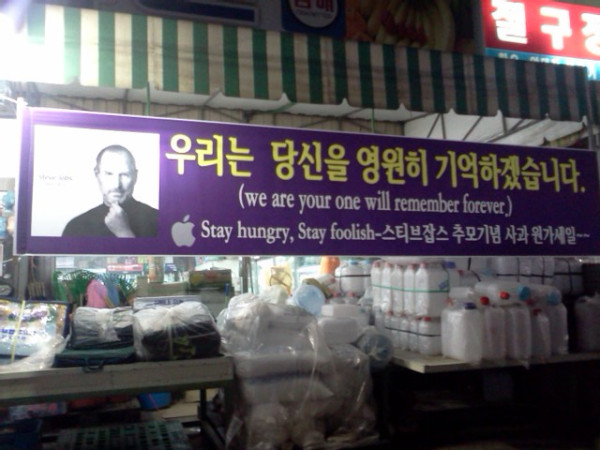 철구
우리는 당신을 영원히 기억하겠습니다.
(we are your one will remember forever.)
Stay hungry, Stay foolish-스티브잡스 추모기념 사과 원가세일~~